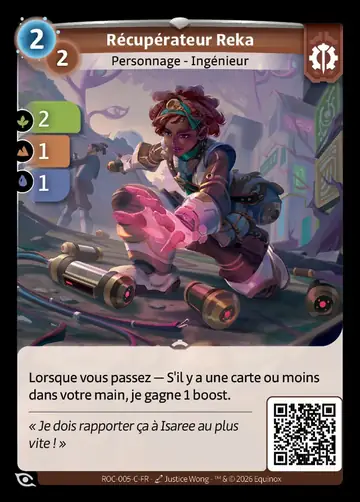 2
2
Récupérateur Reka
Personnage - Ingénieur
2
1
1
Lorsque vous passez — S'il y a une carte ou moins
dans votre main, je gagne 1 boost.
« Je dois rapporter ça à Isaree au plus
vite ! »
ROC-005-C-FR - Justice Wong - ™ & © 2026 Equinox